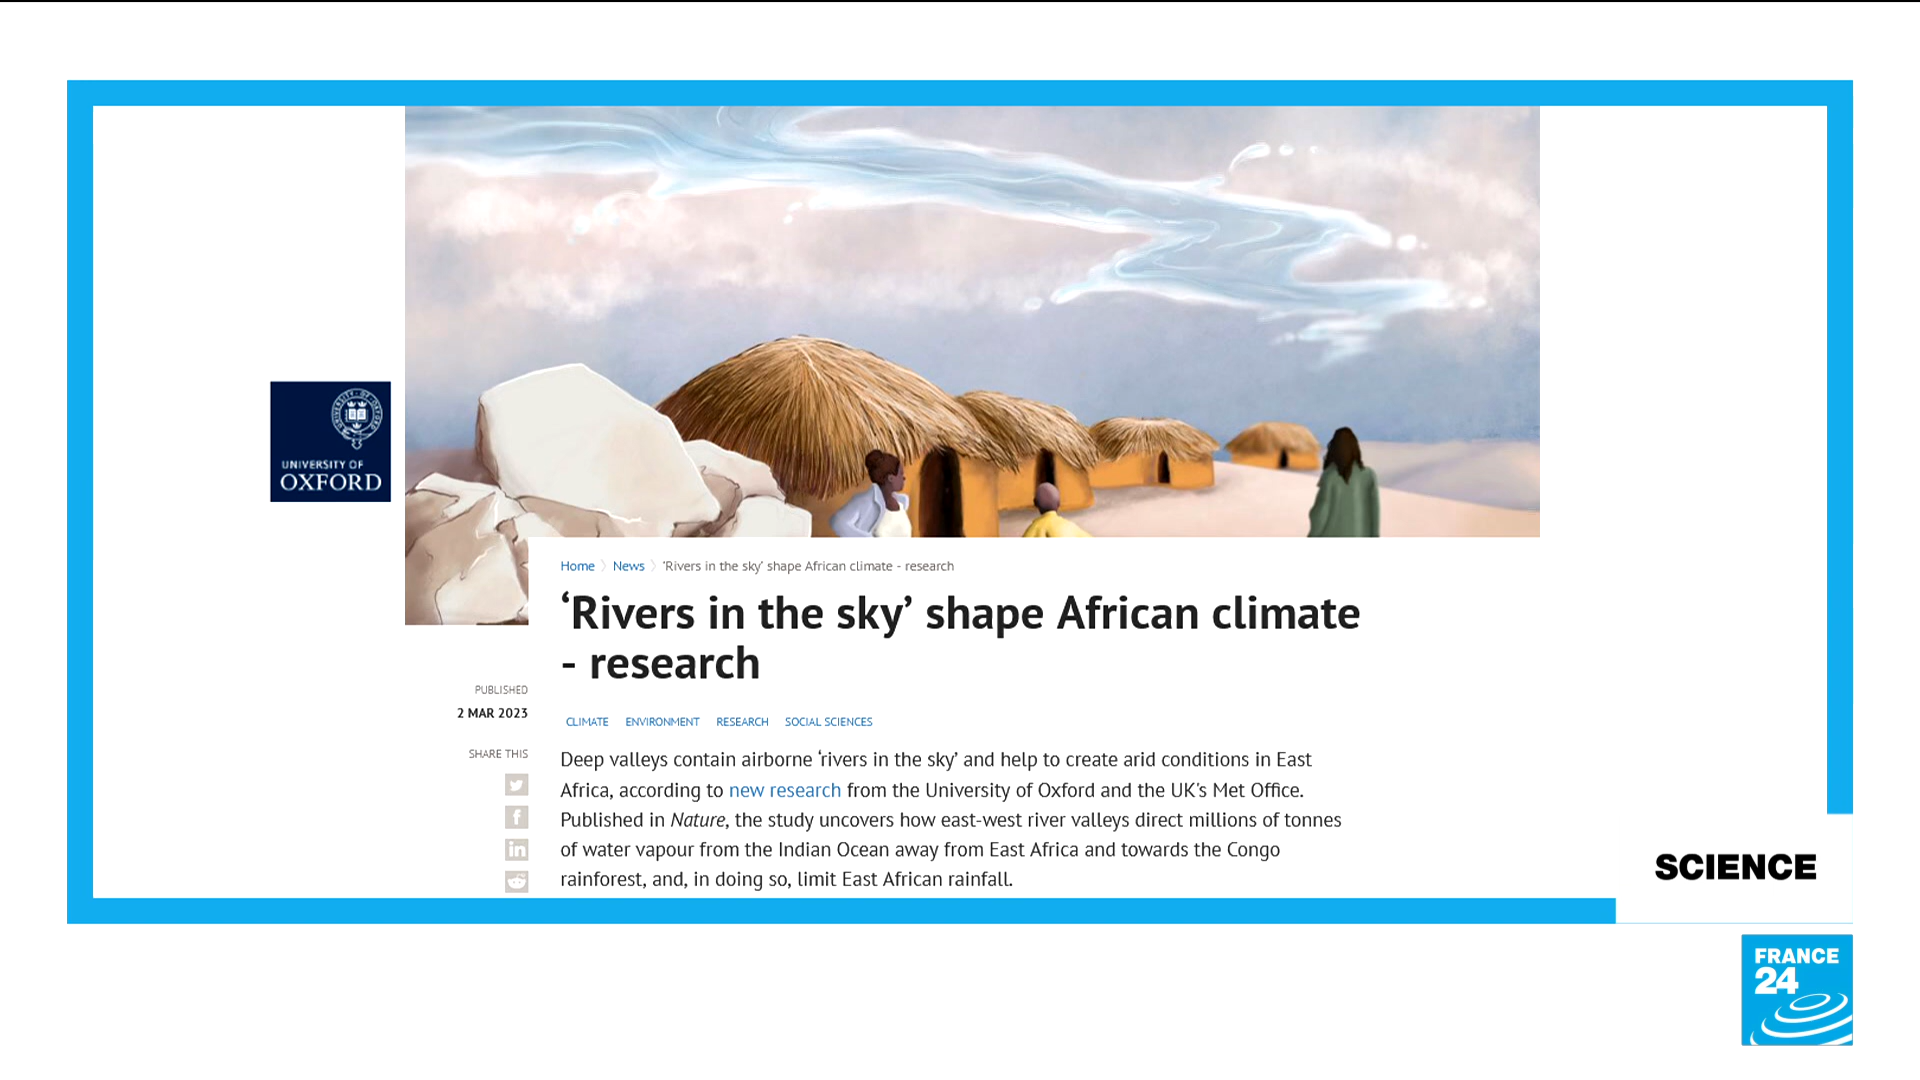 UNIVERSITY OF
OXFORD
Home 〉 News 〉 ‘Rivers in the sky’ shape African climate - research
‘Rivers in the sky’ shape African climate
- research
PUBLISHED
2 MAR 2023
CLIMATE ENVIRONMENT RESEARCH SOCIAL SCIENCES
SHARE THIS
Deep valleys contain airborne ‘rivers in the sky’ and help to create arid conditions in East
Africa, according to new research from the University of Oxford and the UK's Met Office.
Published in Nature, the study uncovers how east-west river valleys direct millions of tonnes
of water vapour from the Indian Ocean away from East Africa and towards the Congo
rainforest, and, in doing so, limit East African rainfall.
SCIENCE
FRANCE
24